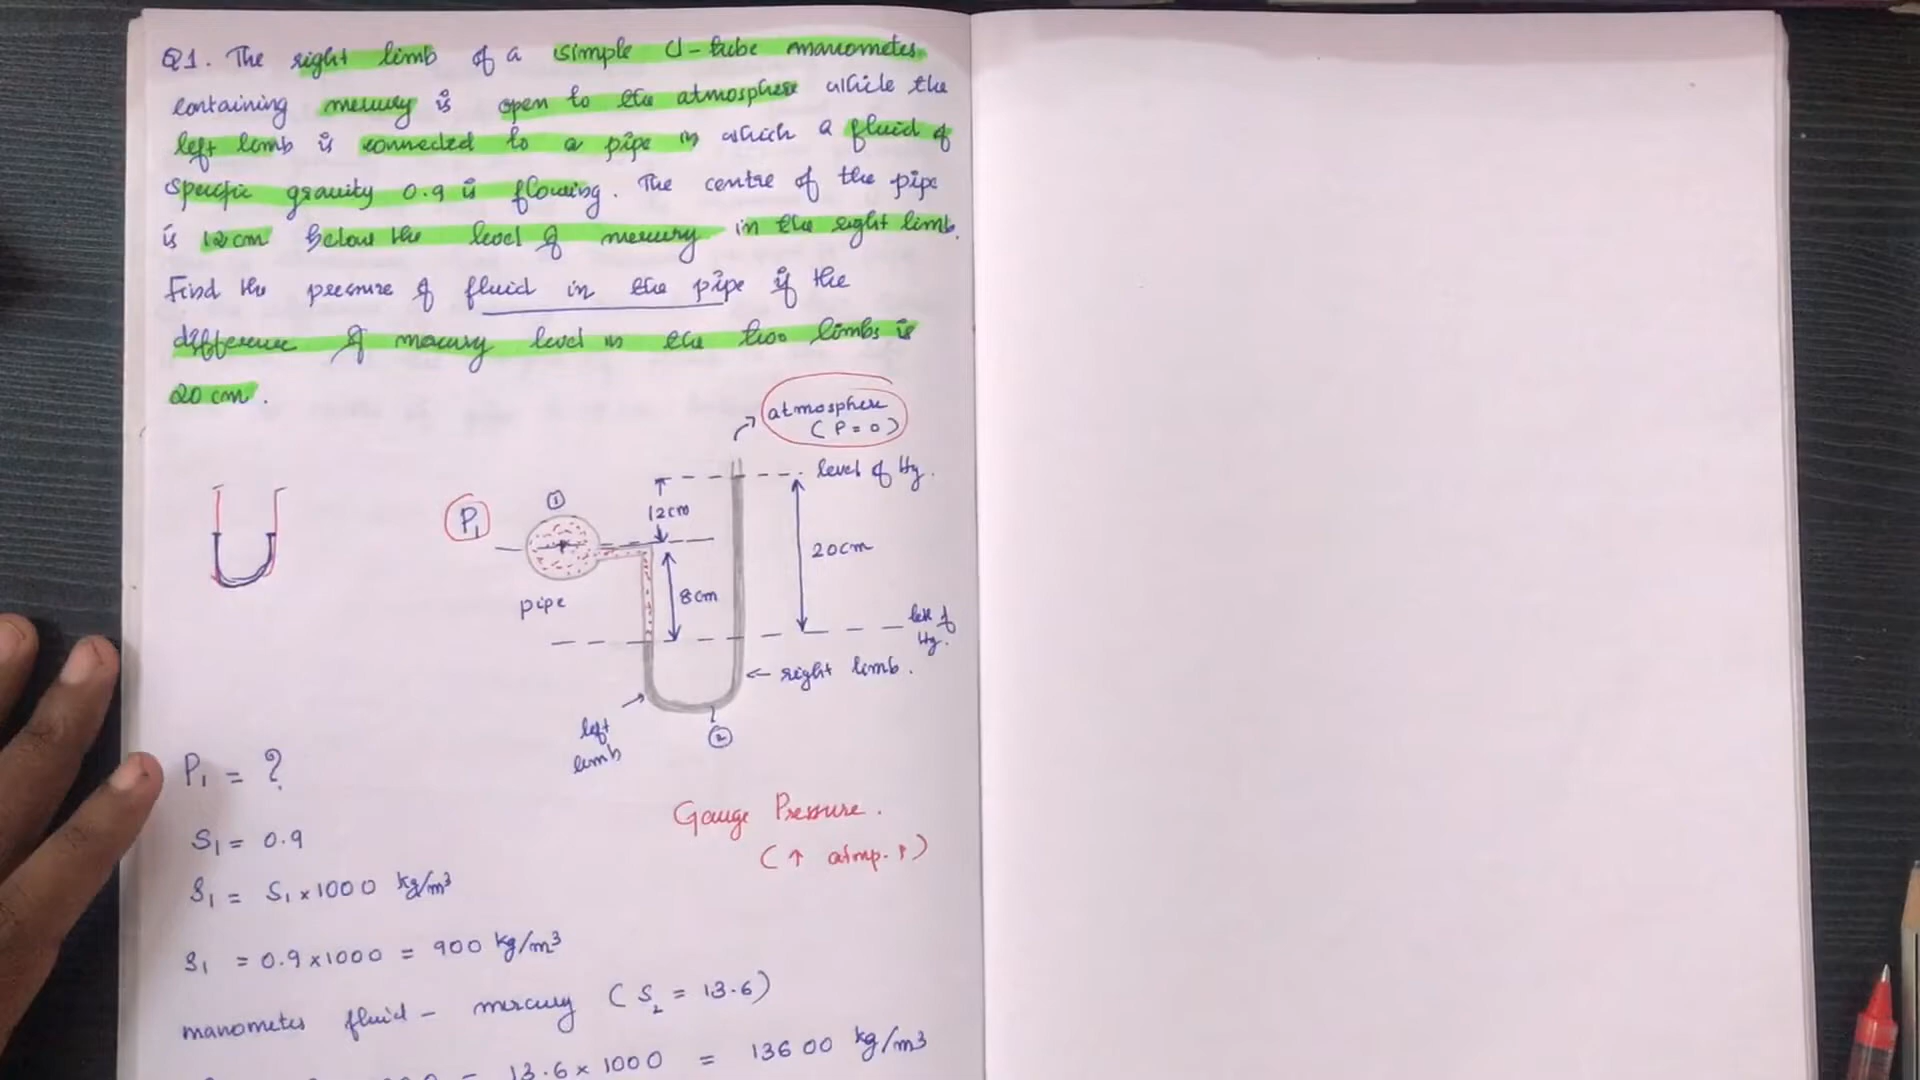 Q1. The right limb of a simple U-tube manometer
containing mercury is open to the atmosphere while the
left limb is connected to a pipe in which a fluid of
specific gravity 0.9 is flowing. The centre of the pipe
is 12cm below the level of mercury in the right limb.
Find the pressure of fluid in the pipe if the
difference of mercury level in the two limbs is
20 cm.
atmosphere
(P = 0)
level of Hg.
P₁
①
12cm
20cm
8cm
pipe
Hg.
← right limb.
left
limb
②
P₁ = ?
Gauge Pressure.
(↑ atmp. ↑)
S₁ = 0.9
S₁ = S₁ x 1000 kg/m³
S₁ = 0.9 x 1000 = 900 kg/m³
manometer fluid - mercury (S₂ = 13.6)
13.6 x 1000 = 13600 kg/m3